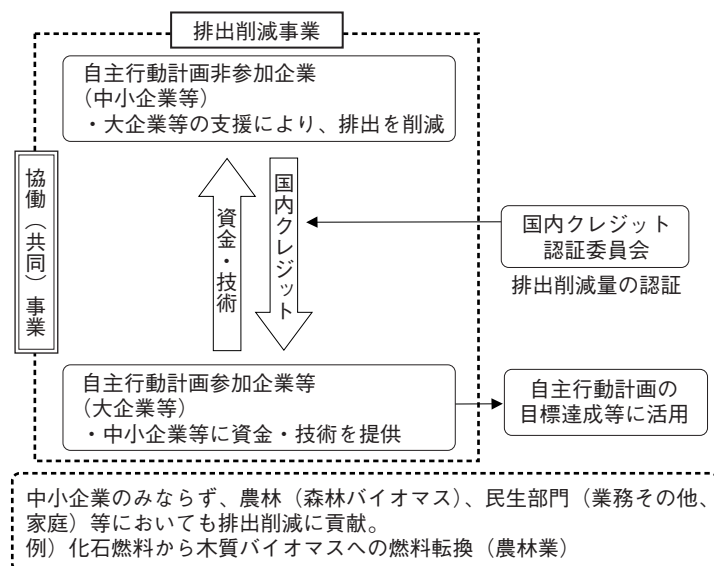 排出削減事業
自主行動計画非参加企業
(中小企業等)
・大企業等の支援により、排出を削減
協働（共同）事業
資金・技術
国内クレジット
国内クレジット
認証委員会
排出削減量の認証
自主行動計画参加企業等
(大企業等)
・中小企業等に資金・技術を提供
自主行動計画の
目標達成等に活用
中小企業のみならず、農林（森林バイオマス）、民生部門（業務その他、
家庭）等においても排出削減に貢献。
例）化石燃料から木質バイオマスへの燃料転換（農林業）